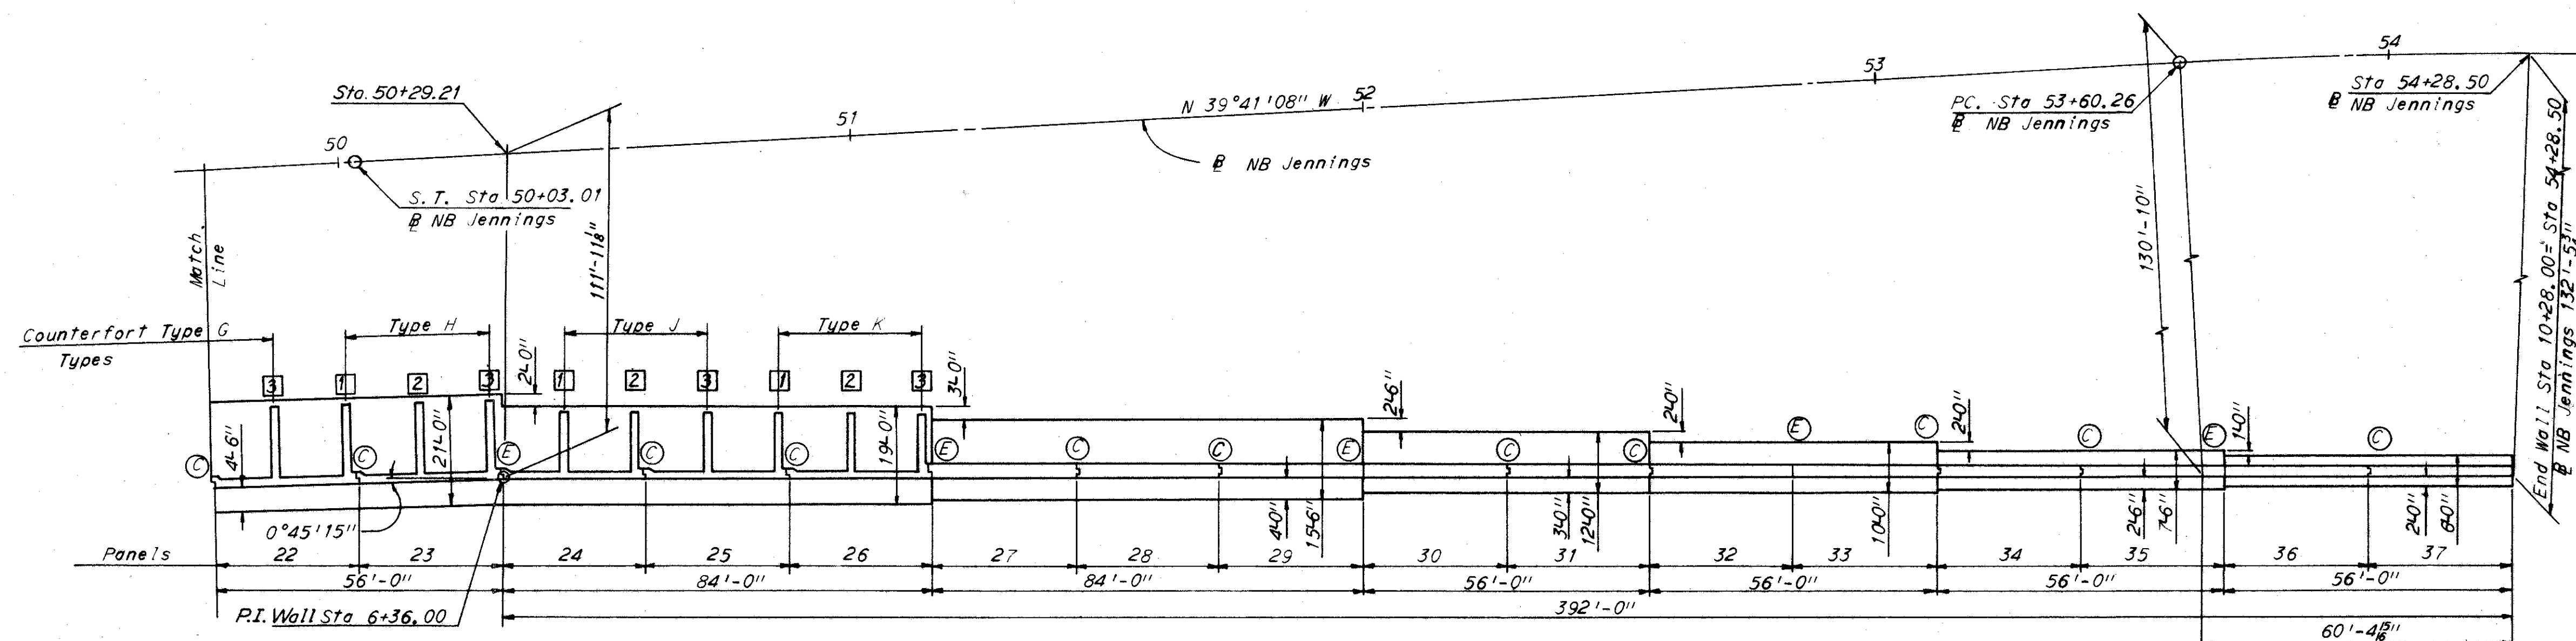 54
53
Sta 54+28.50
℄ NB Jennings
PC. Sta 53+60.26
℄ NB Jennings
N 39°41'08" W
52
51
Sta. 50+29.21
50
℄ NB Jennings
S.T. Sta 50+03.01
℄ NB Jennings
Match
Line
111'-11⅛"
130'-10"
End Wall Sta 10+28.00= Sta 54+28.50
℄ NB Jennings 132'-5¾"
Counterfort Type G
Types
Type H
Type J
Type K
3 1 2 3 1 2 3 1 2 3
2'-0"
3'-0"
2'-6"
2'-0"
2'-0"
1'-0"
C C E C C E C C E C C E C C E C
4'-6"
21'-0"
19'-0"
4'-0"
15'-6"
3'-0"
12'-0"
10'-0"
2'-6"
7'-6"
2'-0"
6'-0"
0°45'15"
Panels 22 23 24 25 26 27 28 29 30 31 32 33 34 35 36 37
56'-0" 84'-0" 84'-0" 56'-0" 56'-0" 56'-0" 56'-0"
392'-0"
P.I. Wall Sta 6+36.00
60'-4 15/16"